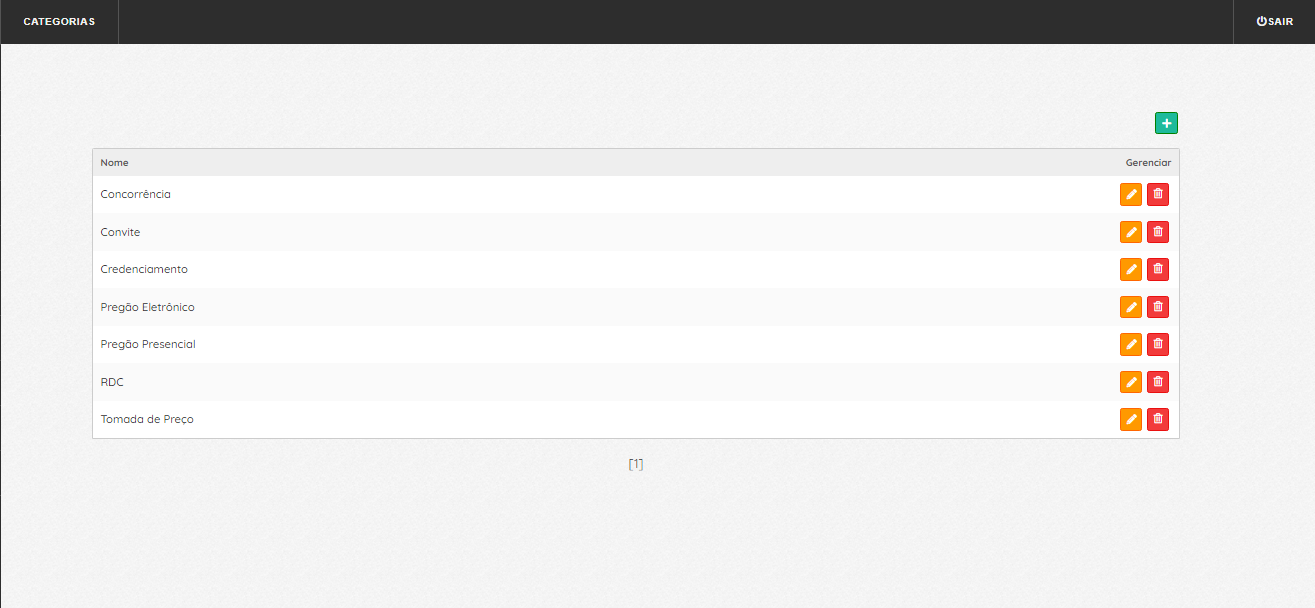 CATEGORIAS
SAIR
Nome Gerenciar
Concorrência
Convite
Credenciamento
Pregão Eletrônico
Pregão Presencial
RDC
Tomada de Preço
[1]